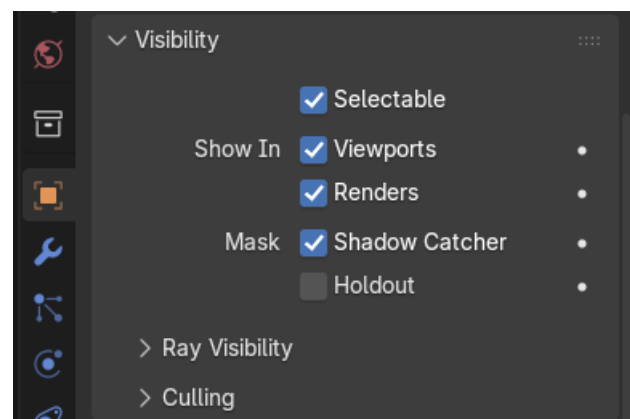 Visibility
Selectable
Show In Viewports
Renders
Mask Shadow Catcher
Holdout
Ray Visibility
Culling